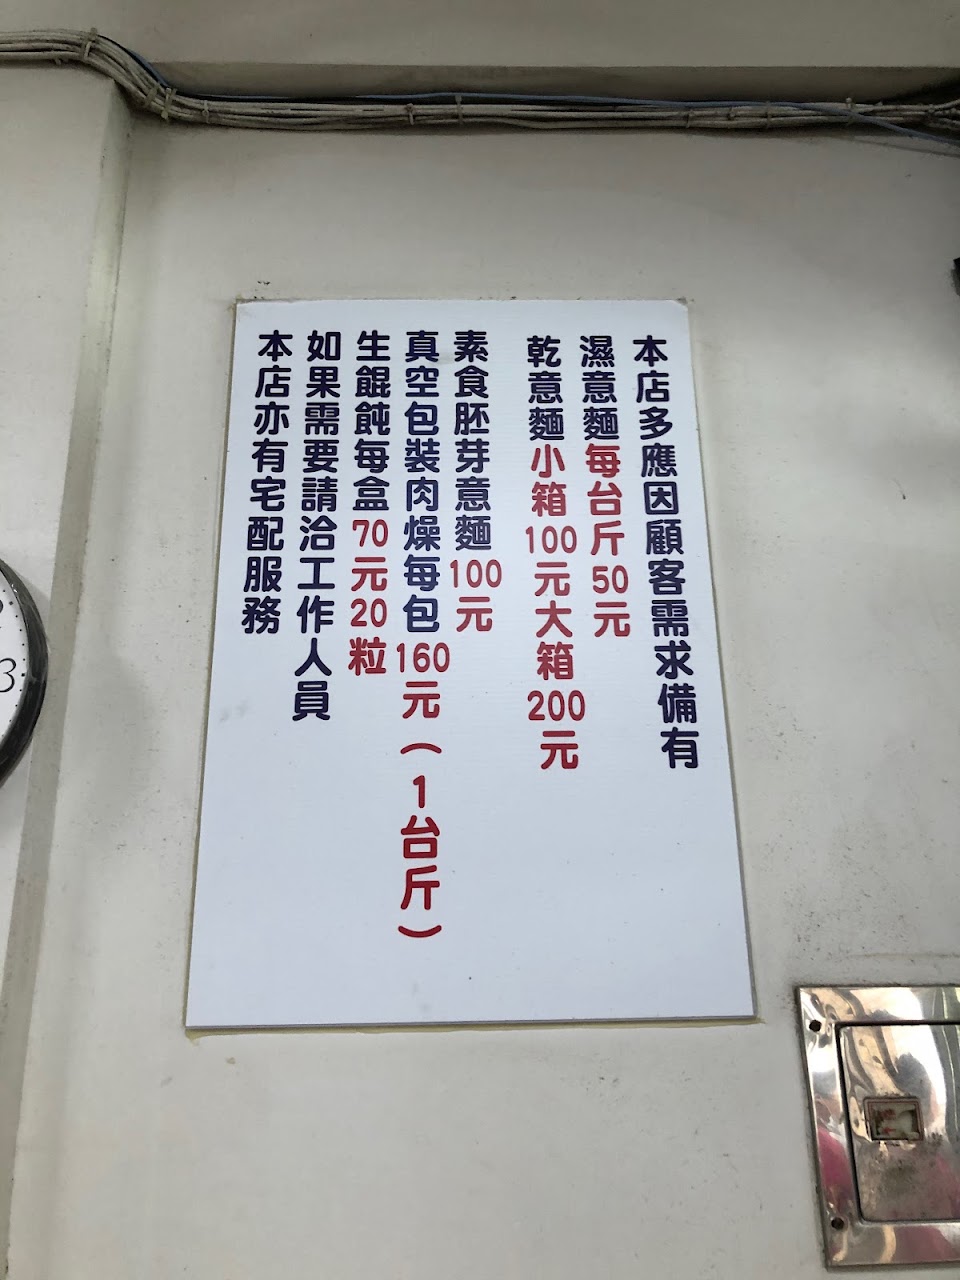 本店多應因顧客需求備有
濕意麵每台斤50元
乾意麵小箱100元大箱200元
素食胚芽意麵100元
真空包裝肉燥每包160元(1台斤)
生餛飩每盒70元20粒
如果需要請洽工作人員
本店亦有宅配服務
3